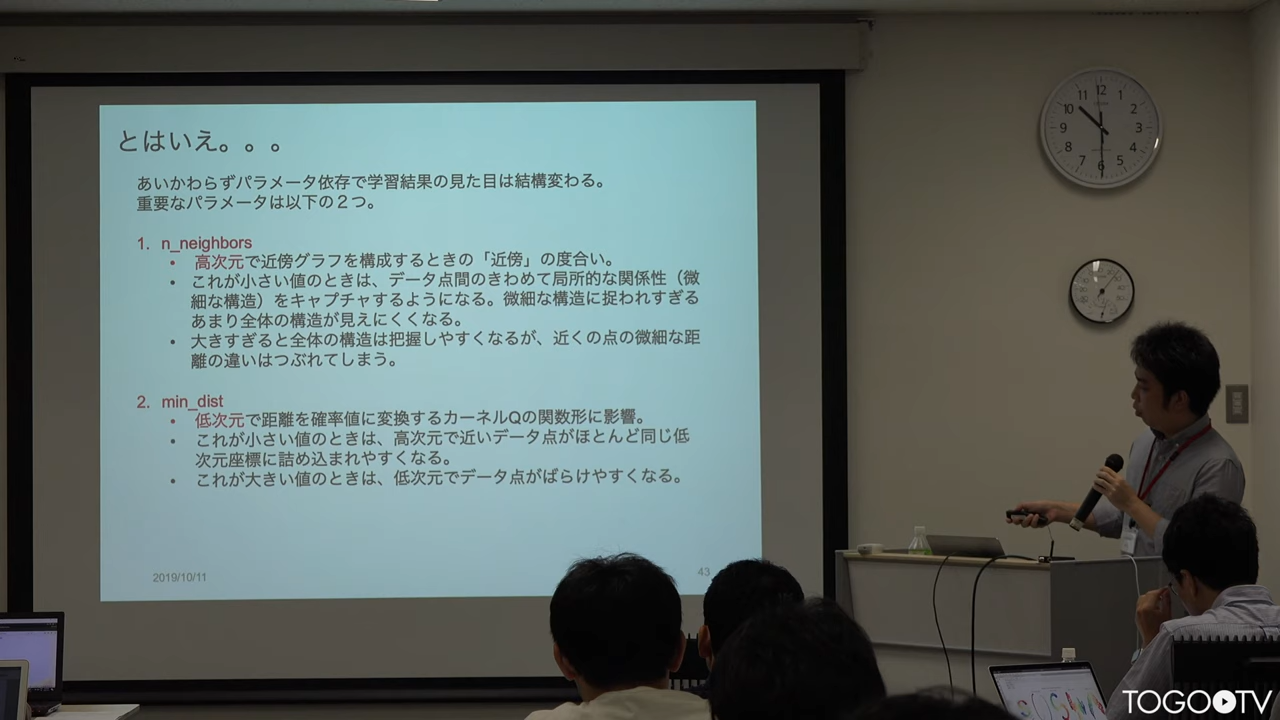 とはいえ。。。
あいかわらずパラメータ依存で学習結果の見た目は結構変わる。
重要なパラメータは以下の２つ。
1. n_neighbors
• 高次元で近傍グラフを構成するときの「近傍」の度合い。
• これが小さい値のときは、データ点間のきわめて局所的な関係性（微
細な構造）をキャプチャするようになる。微細な構造に捉われすぎる
あまり全体の構造が見えにくくなる。
• 大きすぎると全体の構造は把握しやすくなるが、近くの点の微細な距
離の違いはつぶれてしまう。
2. min_dist
• 低次元で距離を確率値に変換するカーネルQの関数形に影響。
• これが小さい値のときは、高次元で近いデータ点がほとんど同じ低
次元座標に詰め込まれやすくなる。
• これが大きい値のときは、低次元でデータ点がばらけやすくなる。
2019/10/11
43
12
1
2
3
4
5
6
7
8
9
10
11
TOGOTV